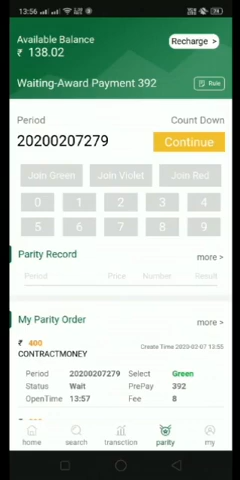 13:56
Available Balance
₹ 138.02
Recharge >
Waiting-Award Payment 392
Rule
Period
Count Down
20200207279
Continue
Join Green
Join Violet
Join Red
0 1 2 3 4
5 6 7 8 9
Parity Record
more >
Period Price Number Result
My Parity Order
more >
₹ 400
CONTRACTMONEY
Create Time 2020-02-07 13:55
Period 20200207279 Select Green
Status Wait PrePay 392
OpenTime 13:57 Fee 8
home search transction parity my